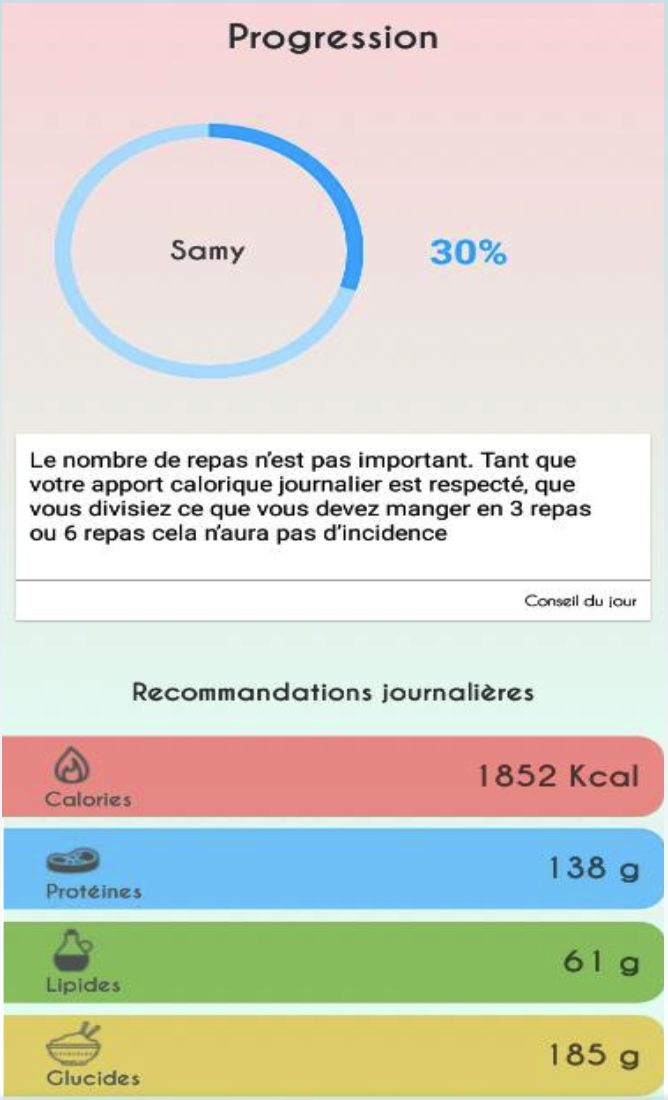 Progression
Samy
30%
Le nombre de repas n'est pas important. Tant que
votre apport calorique journalier est respecté, que
vous divisiez ce que vous devez manger en 3 repas
ou 6 repas cela n'aura pas d'incidence
Conseil du jour
Recommandations journalières
Calories
1852 Kcal
Protéines
138 g
Lipides
61 g
Glucides
185 g